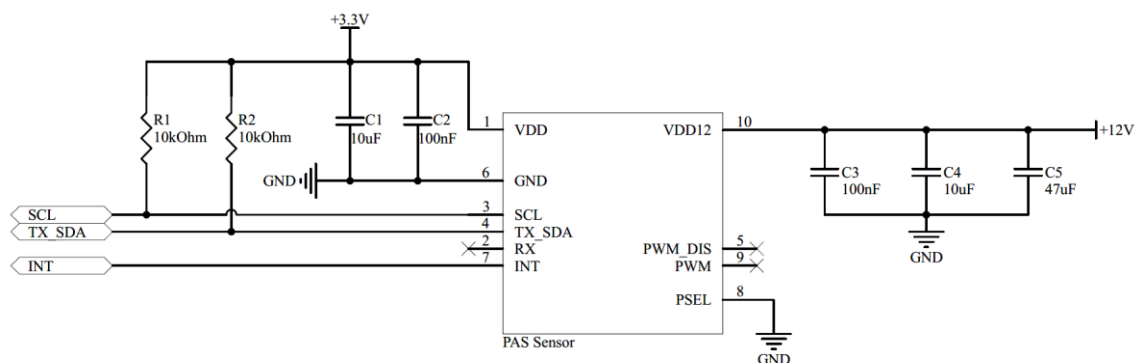 +3.3V
R1
10kOhm
R2
10kOhm
C1
10uF
C2
100nF
1
VDD
VDD12
10
+12V
GND
6
GND
C3
100nF
C4
10uF
C5
47uF
SCL
3
SCL
TX_SDA
4
TX_SDA
2
RX
PWM_DIS
5
GND
INT
7
INT
PWM
9
PSEL
8
PAS Sensor
GND